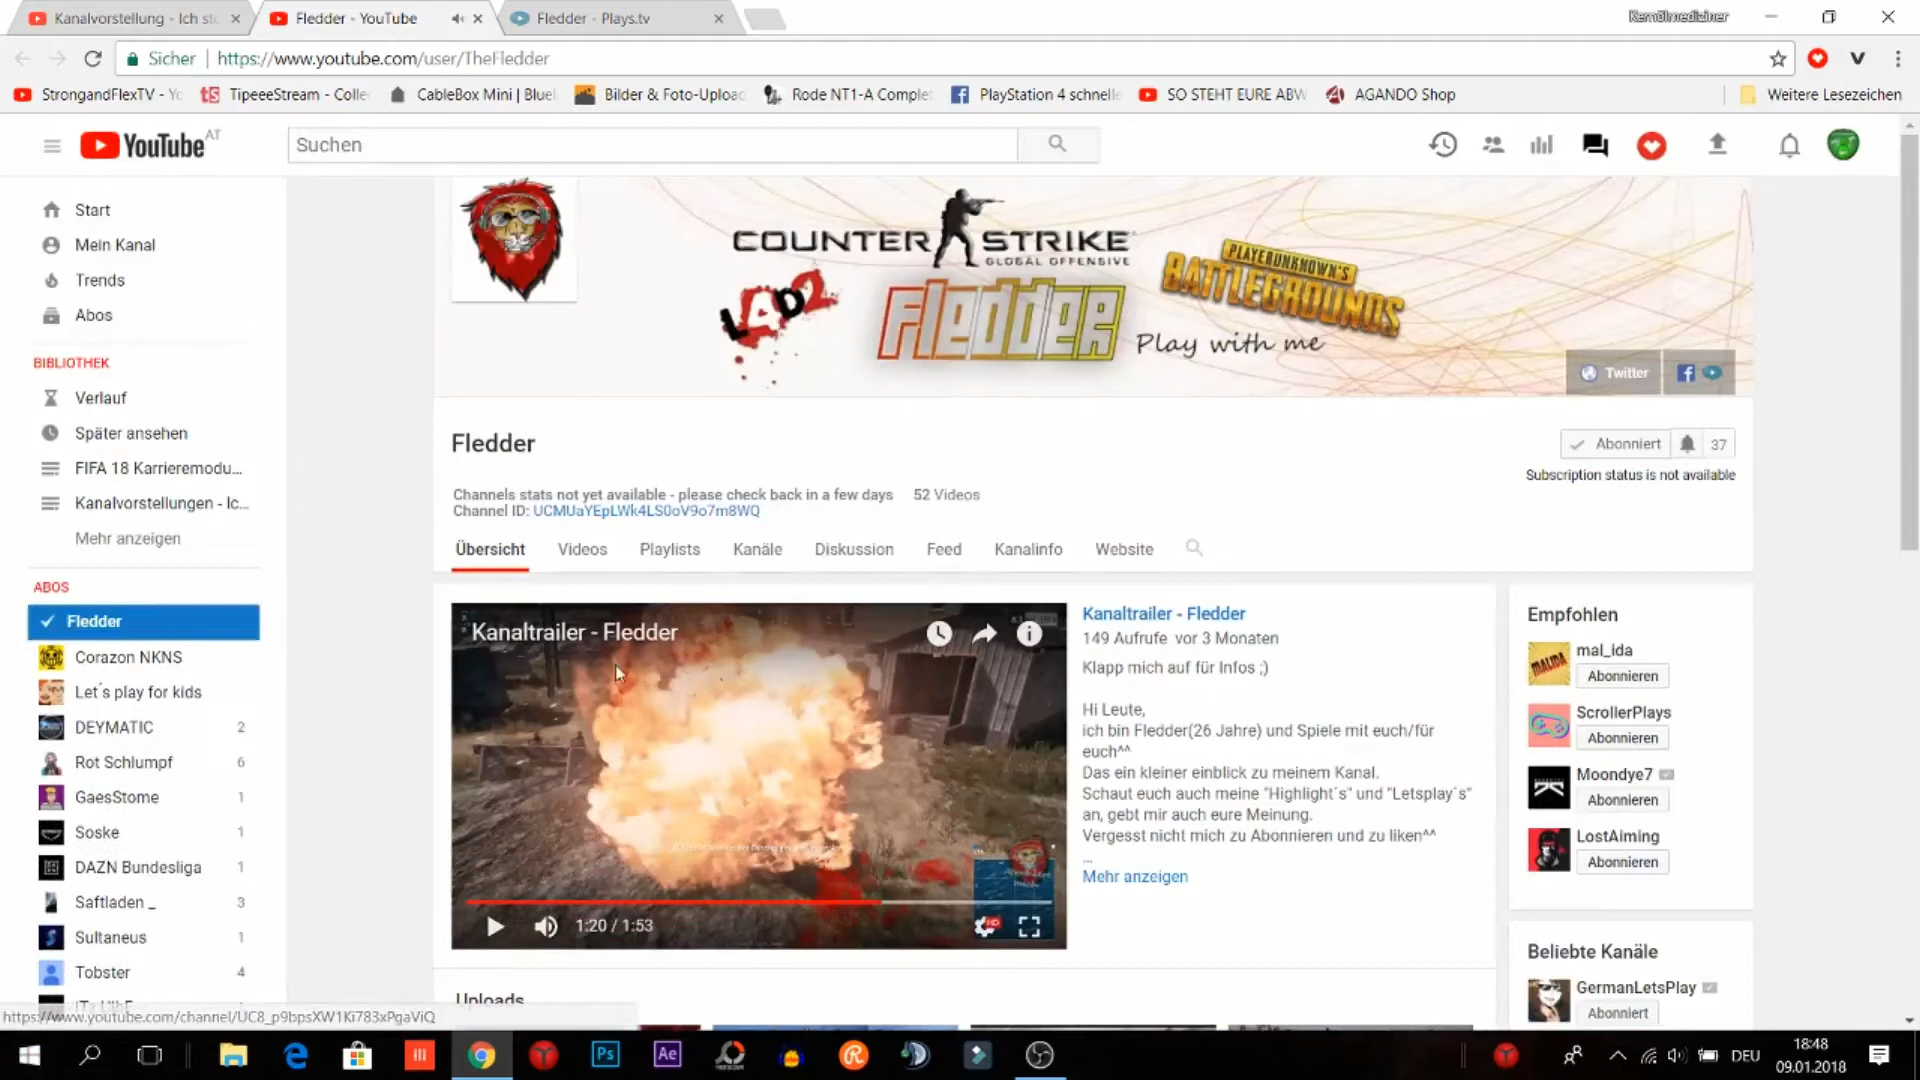 Kanalvorstellung - Ich st
Fledder - YouTube
Fledder - Plays.tv
Kernölmediziner
Sicher
https://www.youtube.com/user/TheFledder
StrongandFlexTV - Yo
TipeeeStream - Colle
CableBox Mini | Bluel
Bilder & Foto-Upload
Rode NT1-A Comple
PlayStation 4 schnelle
SO STEHT EURE ABW
AGANDO Shop
Weitere Lesezeichen
YouTube AT
Suchen
Start
Mein Kanal
Trends
Abos
BIBLIOTHEK
Verlauf
Später ansehen
FIFA 18 Karrieremodu...
Kanalvorstellungen - Ic...
Mehr anzeigen
ABOS
Fledder
Corazon NKNS
Let´s play for kids
DEYMATIC 2
Rot Schlumpf 6
GaesStome 1
Soske 1
DAZN Bundesliga 1
Saftladen _ 3
Sultaneus 1
Tobster 4
https://www.youtube.com/channel/UC8_p9bpsXW1Ki783xPgaViQ
COUNTER STRIKE
GLOBAL OFFENSIVE
L4D2
Fledder
PLAYERUNKNOWN'S
BATTLEGROUNDS
Play with me
Twitter
Fledder
Abonniert 37
Subscription status is not available
Channels stats not yet available - please check back in a few days 52 Videos
Channel ID: UCMUaYEpLWk4LS0oV9o7m8WQ
Übersicht
Videos
Playlists
Kanäle
Diskussion
Feed
Kanalinfo
Website
Kanaltrailer - Fledder
1:20 / 1:53
HD
Kanaltrailer - Fledder
149 Aufrufe vor 3 Monaten
Klapp mich auf für Infos ;)
Hi Leute,
ich bin Fledder(26 Jahre) und Spiele mit euch/für
euch^^
Das ein kleiner einblick zu meinem Kanal.
Schaut euch auch meine "Highlight´s" und "Letsplay´s"
an, gebt mir auch eure Meinung.
Vergesst nicht mich zu Abonnieren und zu liken^^
...
Mehr anzeigen
Uploads
Empfohlen
mal_ida
Abonnieren
ScrollerPlays
Abonnieren
Moondye7
Abonnieren
LostAiming
Abonnieren
Beliebte Kanäle
GermanLetsPlay
Abonniert
Ps
Ae
DEU
18:48
09.01.2018